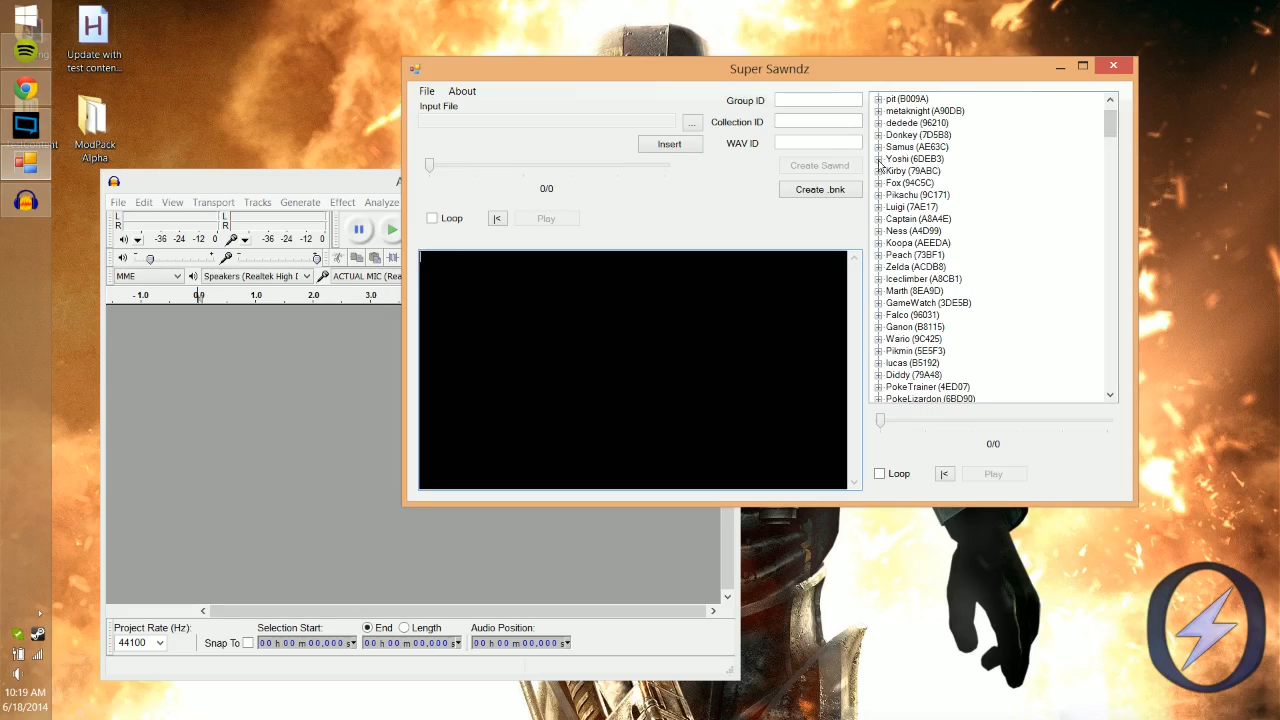 Update with
test conten...
ModPack
Alpha
10:19 AM
6/18/2014
File Edit View Transport Tracks Generate Effect Analyze
L
R
-36 -24 -12 0
L
R
-36 -24 -12 0
MME
Speakers (Realtek High I
ACTUAL MIC (Rea
- 1.0 0.9 1.0 2.0 3.0
Project Rate (Hz):
44100
Snap To
Selection Start:
End
Length
Audio Position:
00 h 00 m 00,000 s
00 h 00 m 00,000 s
00 h 00 m 00,000 s
Super Sawndz
File About
Input File
...
Insert
0/0
Loop
|<
Play
Group ID
Collection ID
WAV ID
Create Sawnd
Create .bnk
pit (B009A)
metaknight (A90DB)
dedede (96210)
Donkey (7D5B8)
Samus (AE63C)
Yoshi (6DEB3)
Kirby (79ABC)
Fox (94C5C)
Pikachu (9C171)
Luigi (7AE17)
Captain (A8A4E)
Ness (A4D99)
Koopa (AEEDA)
Peach (73BF1)
Zelda (ACDB8)
Iceclimber (A8CB1)
Marth (8EA9D)
GameWatch (3DE5B)
Falco (96031)
Ganon (B8115)
Wario (9C425)
Pikmin (5E5F3)
lucas (B5192)
Diddy (79A48)
PokeTrainer (4ED07)
PokeLizardon (6BD90)
0/0
Loop
|<
Play